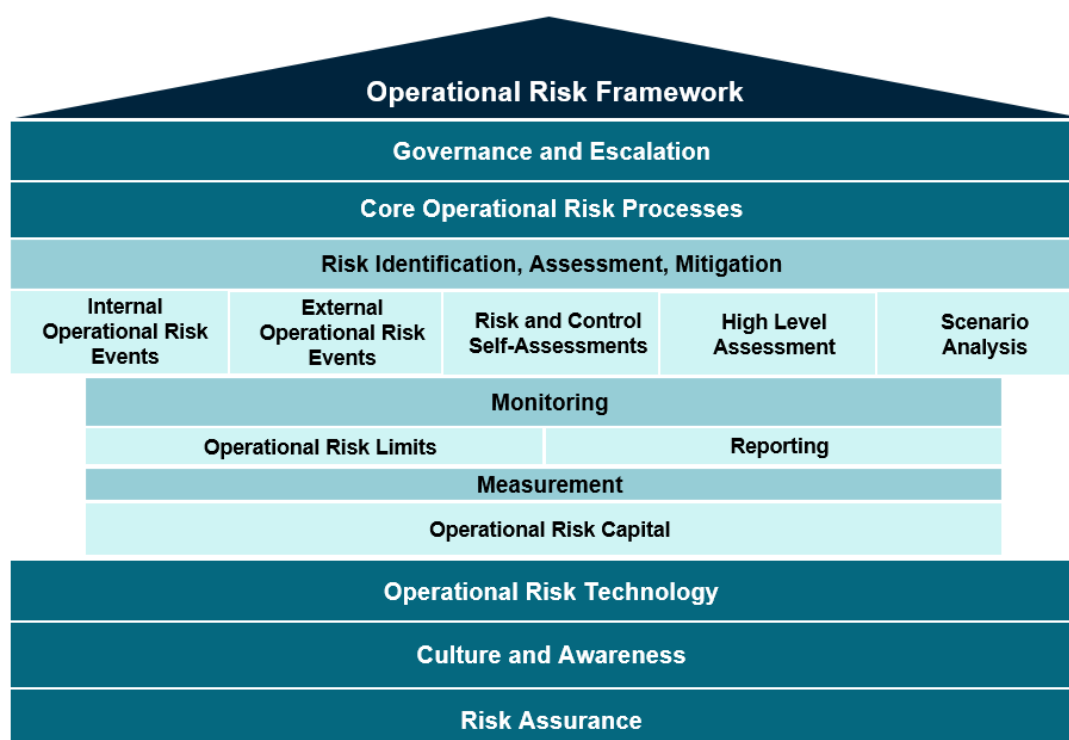 Operational Risk Framework
Governance and Escalation
Core Operational Risk Processes
Risk Identification, Assessment, Mitigation
Internal
Operational Risk
Events
External
Operational Risk
Events
Risk and Control
Self-Assessments
High Level
Assessment
Scenario
Analysis
Monitoring
Operational Risk Limits
Reporting
Measurement
Operational Risk Capital
Operational Risk Technology
Culture and Awareness
Risk Assurance